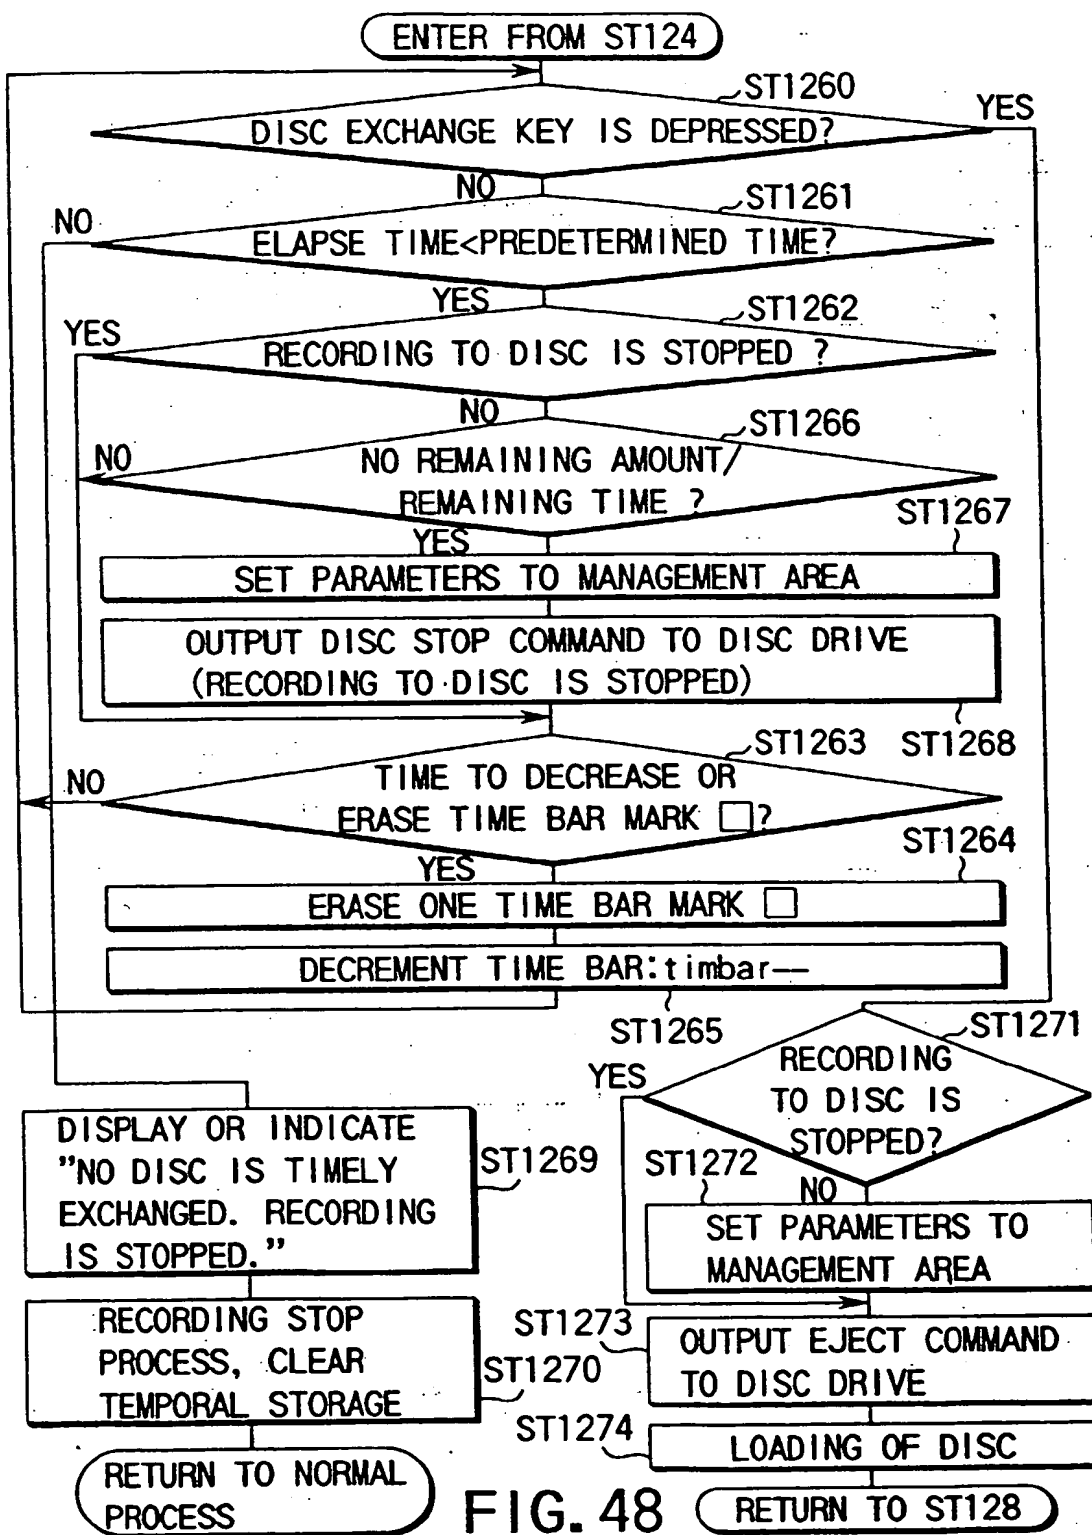 ENTER FROM ST124
ST1260
YES
DISC EXCHANGE KEY IS DEPRESSED?
NO
ST1261
NO
ELAPSE TIME<PREDETERMINED TIME?
YES
ST1262
YES
RECORDING TO DISC IS STOPPED ?
NO
ST1266
NO
NO REMAINING AMOUNT/
REMAINING TIME ?
ST1267
YES
SET PARAMETERS TO MANAGEMENT AREA
OUTPUT DISC STOP COMMAND TO DISC DRIVE
(RECORDING TO DISC IS STOPPED)
ST1263
ST1268
NO
TIME TO DECREASE OR
ERASE TIME BAR MARK □?
ST1264
YES
ERASE ONE TIME BAR MARK □
DECREMENT TIME BAR:timbar––
ST1265
ST1271
YES
RECORDING
TO DISC IS
STOPPED?
DISPLAY OR INDICATE
"NO DISC IS TIMELY
EXCHANGED. RECORDING
IS STOPPED."
ST1269
ST1272
NO
SET PARAMETERS TO
MANAGEMENT AREA
RECORDING STOP
PROCESS, CLEAR
TEMPORAL STORAGE
ST1270
ST1273
OUTPUT EJECT COMMAND
TO DISC DRIVE
ST1274
LOADING OF DISC
RETURN TO NORMAL
PROCESS
FIG. 48
RETURN TO ST128